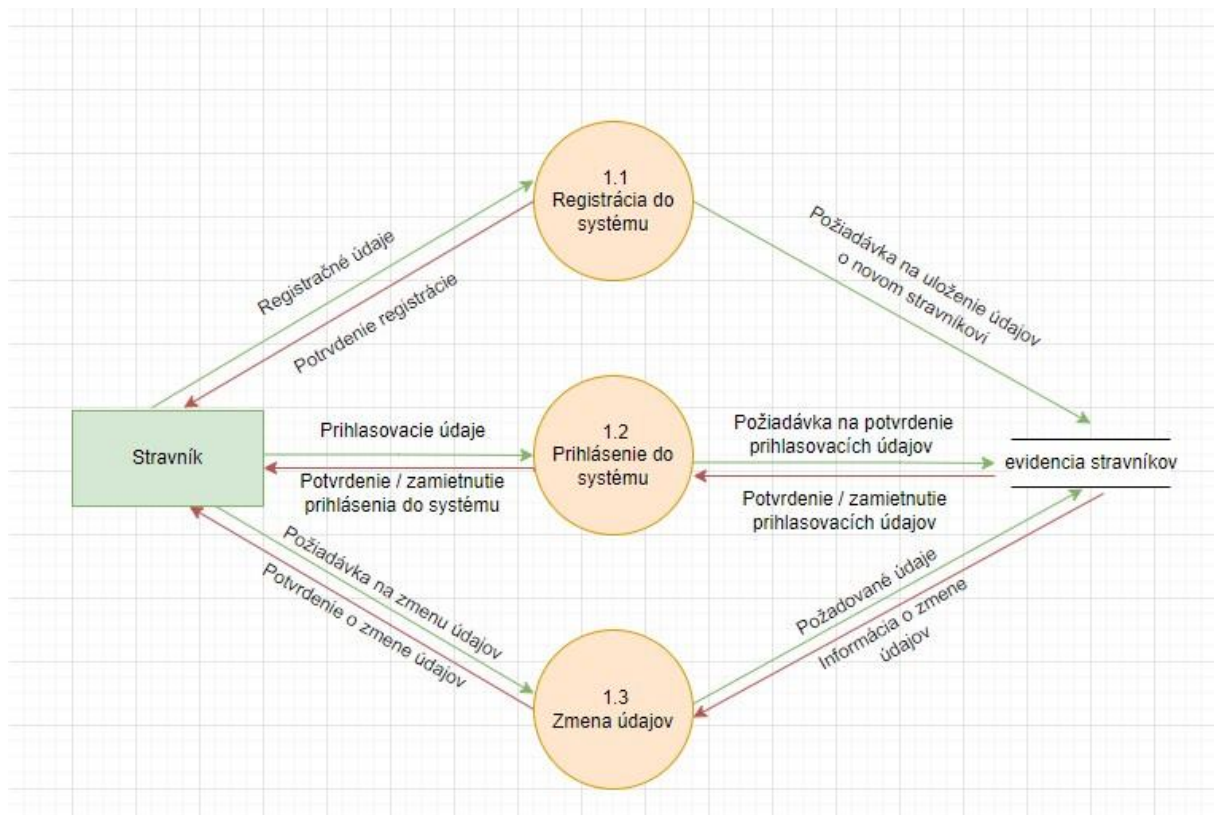 1.1
Registrácia do
systému
Registračné údaje
Potrvdenie registrácie
Požiadávka na uloženie údajov
o novom stravníkovi
Stravník
Prihlasovacie údaje
Potvrdenie / zamietnutie
prihlásenia do systému
1.2
Prihlásenie do
systému
Požiadávka na potvrdenie
prihlasovacích údajov
Potvrdenie / zamietnutie
prihlasovacích údajov
evidencia stravníkov
Požiadávka na zmenu údajov
Potvrdenie o zmene údajov
1.3
Zmena údajov
Požadované údaje
Informácia o zmene
údajov